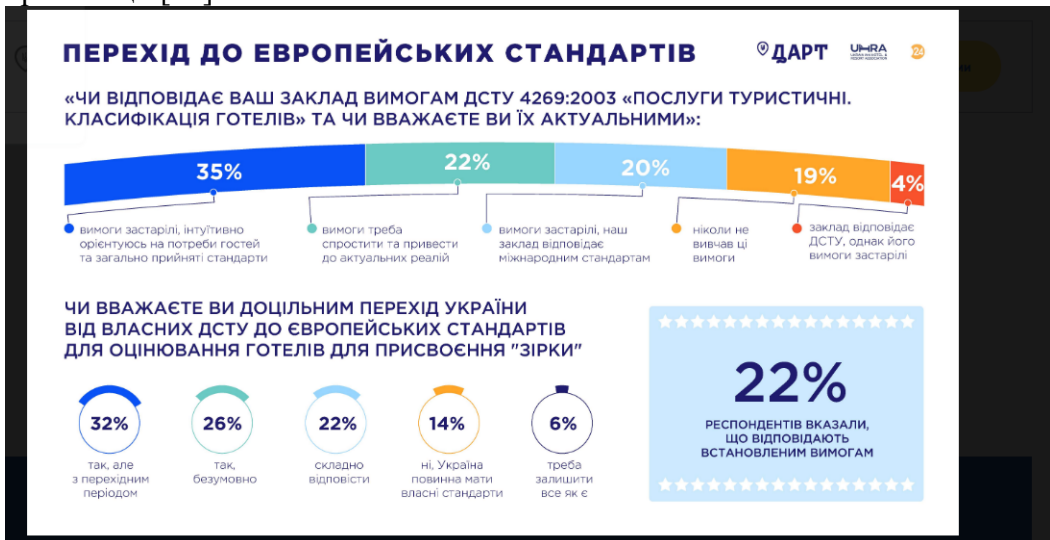 ПЕРЕХІД ДО ЕВРОПЕЙСЬКИХ СТАНДАРТІВ
ДАРТ
UHRA
24
«ЧИ ВІДПОВІДАЄ ВАШ ЗАКЛАД ВИМОГАМ ДСТУ 4269:2003 «ПОСЛУГИ ТУРИСТИЧНІ.
КЛАСИФІКАЦІЯ ГОТЕЛІВ» ТА ЧИ ВВАЖАЄТЕ ВИ ЇХ АКТУАЛЬНИМИ»:
35%
22%
20%
19%
4%
вимоги застарілі, інтуїтивно
орієнтуюсь на потреби гостей
та загально прийняті стандарти
вимоги треба
спростити та привести
до актуальних реалій
вимоги застарілі, наш
заклад відповідає
міжнародним стандартам
ніколи не
вивчав ці
вимоги
заклад відповідає
ДСТУ, однак його
вимоги застарілі
ЧИ ВВАЖАЄТЕ ВИ ДОЦІЛЬНИМ ПЕРЕХІД УКРАЇНИ
ВІД ВЛАСНИХ ДСТУ ДО ЄВРОПЕЙСЬКИХ СТАНДАРТІВ
ДЛЯ ОЦІНЮВАННЯ ГОТЕЛІВ ДЛЯ ПРИСВОЄННЯ "ЗІРКИ"
32%
так, але
з перехідним
періодом
26%
так,
безумовно
22%
складно
відповісти
14%
ні, Україна
повинна мати
власні стандарти
6%
треба
залишити
все як є
22%
РЕСПОНДЕНТІВ ВКАЗАЛИ,
ЩО ВІДПОВІДАЮТЬ
ВСТАНОВЛЕНИМ ВИМОГАМ